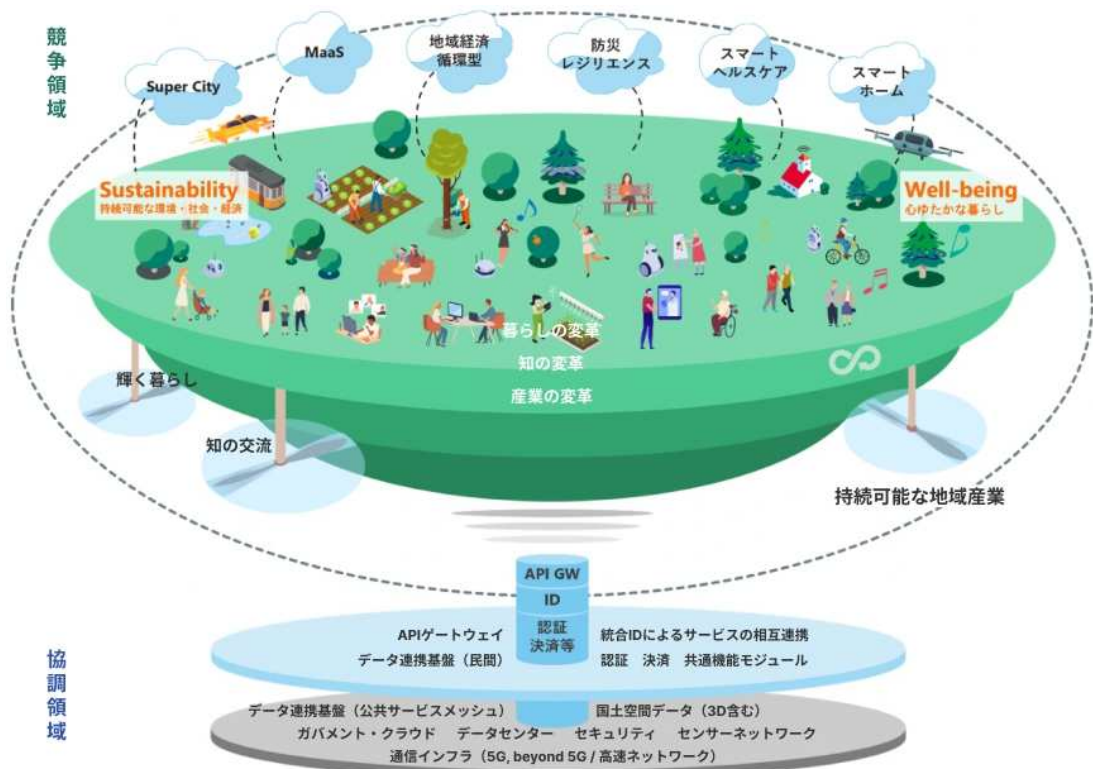 競争領域
Super City
MaaS
地域経済
循環型
防災
レジリエンス
スマート
ヘルスケア
スマート
ホーム
Sustainability
持続可能な環境・社会・経済
Well-being
心ゆたかな暮らし
暮らしの変革
知の変革
産業の変革
輝く暮らし
知の交流
持続可能な地域産業
API GW
ID
認証
決済等
協調領域
APIゲートウェイ 統合IDによるサービスの相互連携
データ連携基盤（民間） 認証 決済 共通機能モジュール
データ連携基盤（公共サービスメッシュ） 国土空間データ（3D含む）
ガバメント・クラウド データセンター セキュリティ センサーネットワーク
通信インフラ（5G, beyond 5G / 高速ネットワーク）